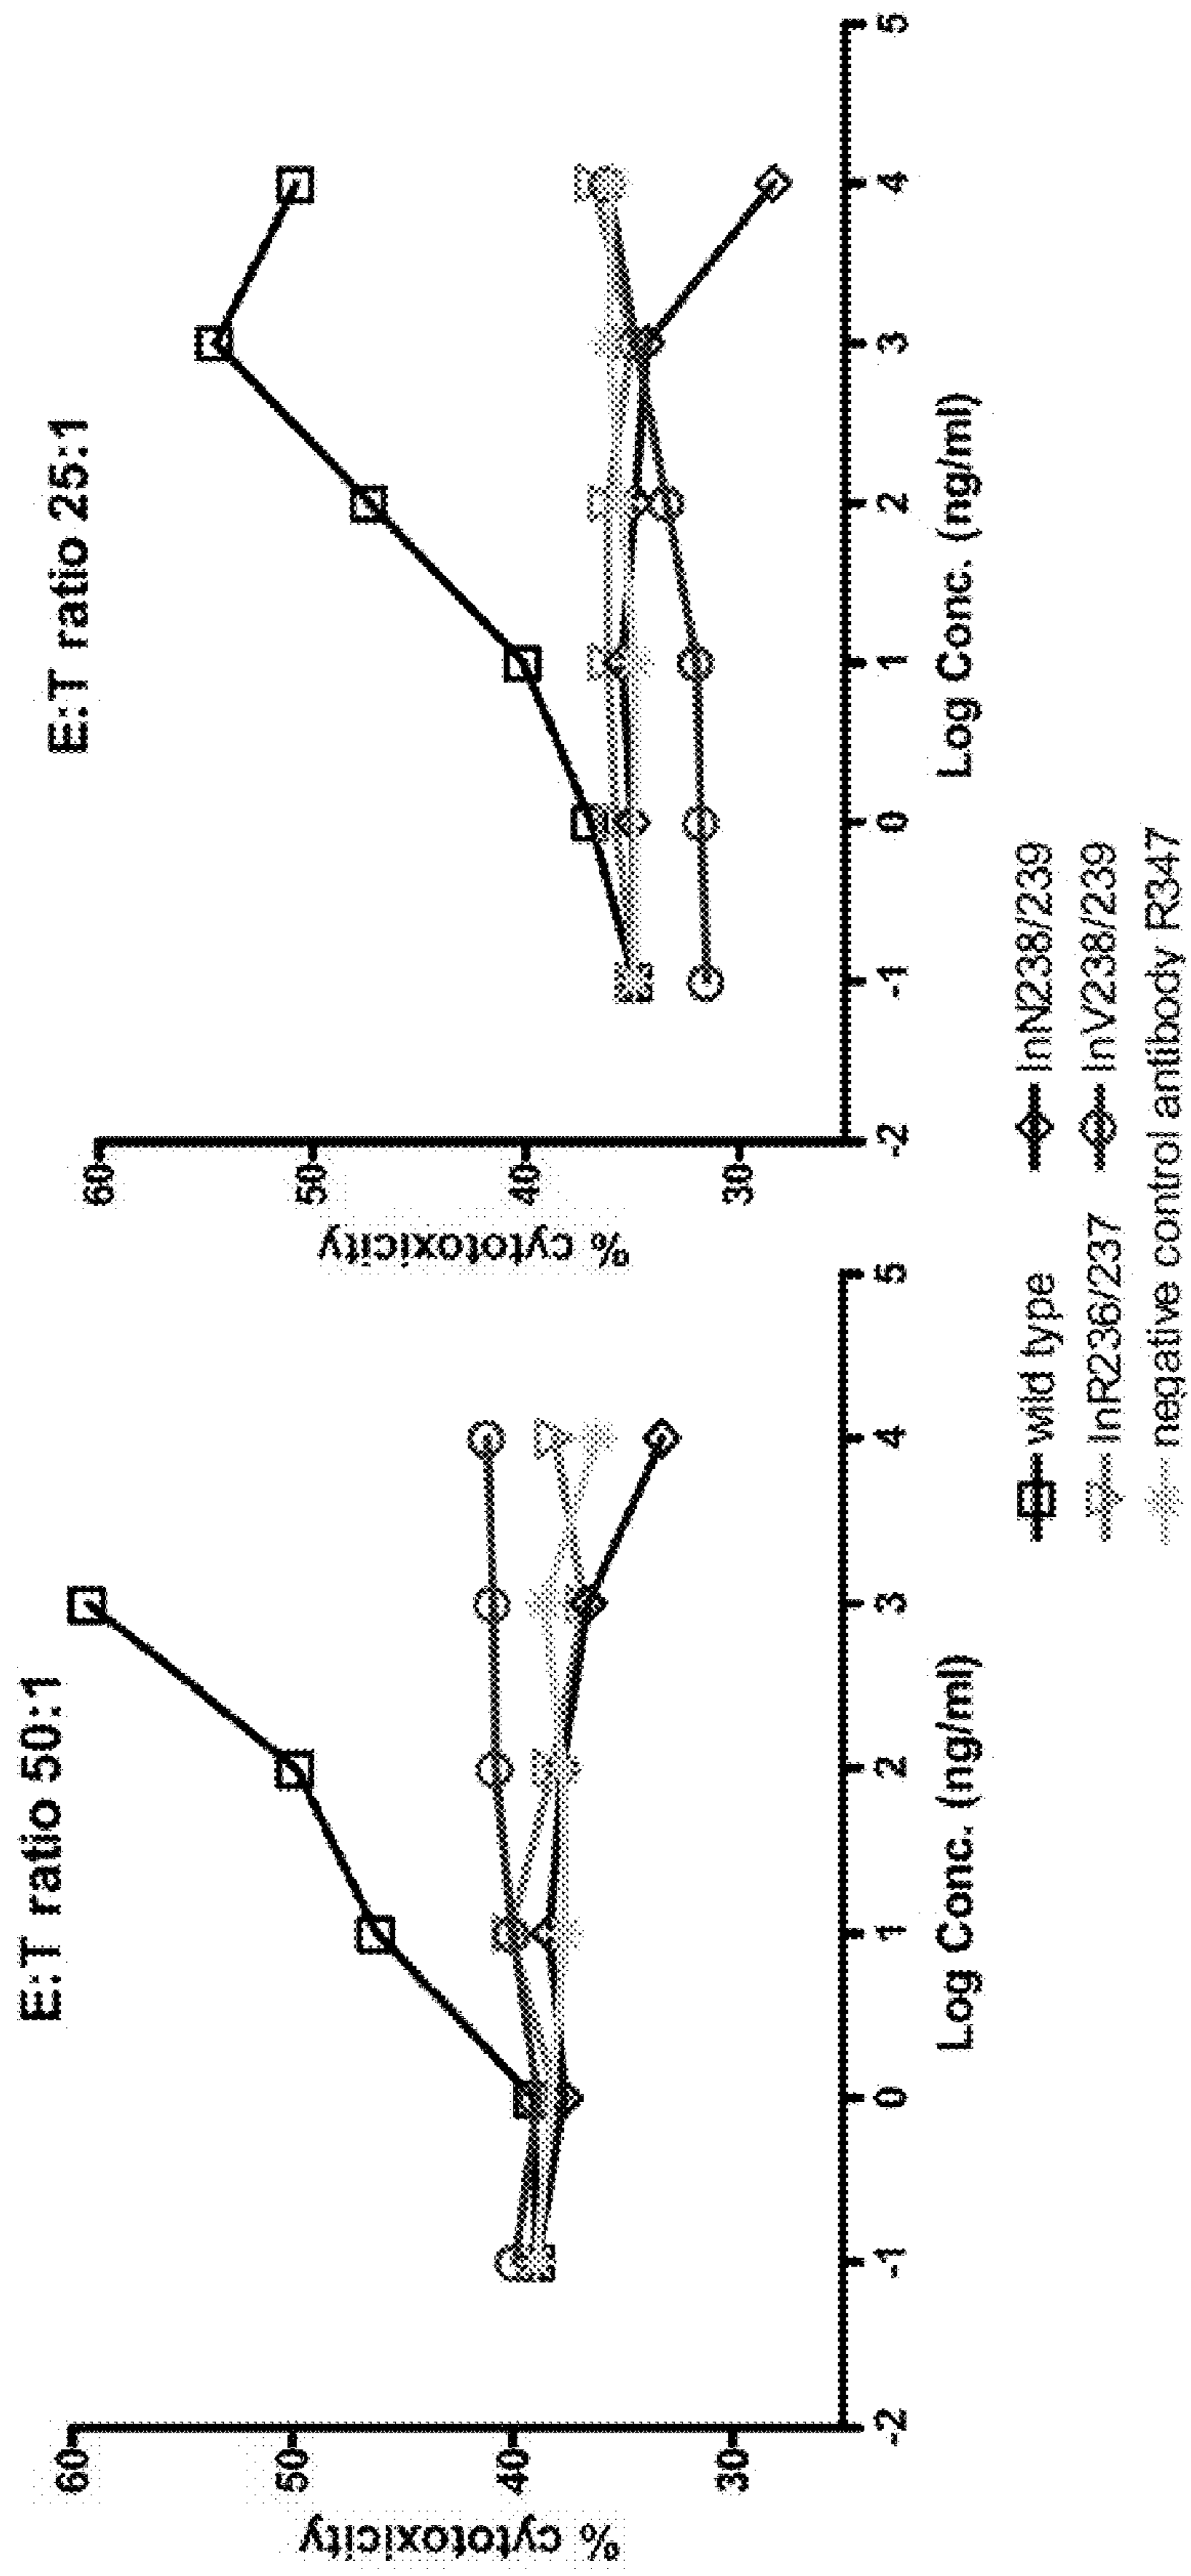 E:T ratio 50:1
% cytotoxicity
60
50
40
30
-2
-1
0
1
2
3
4
5
Log Conc. (ng/ml)
E:T ratio 25:1
% cytotoxicity
60
50
40
30
-2
-1
0
1
2
3
4
5
Log Conc. (ng/ml)
wild type
InN238/239
InR236/237
InV238/239
negative control antibody R347